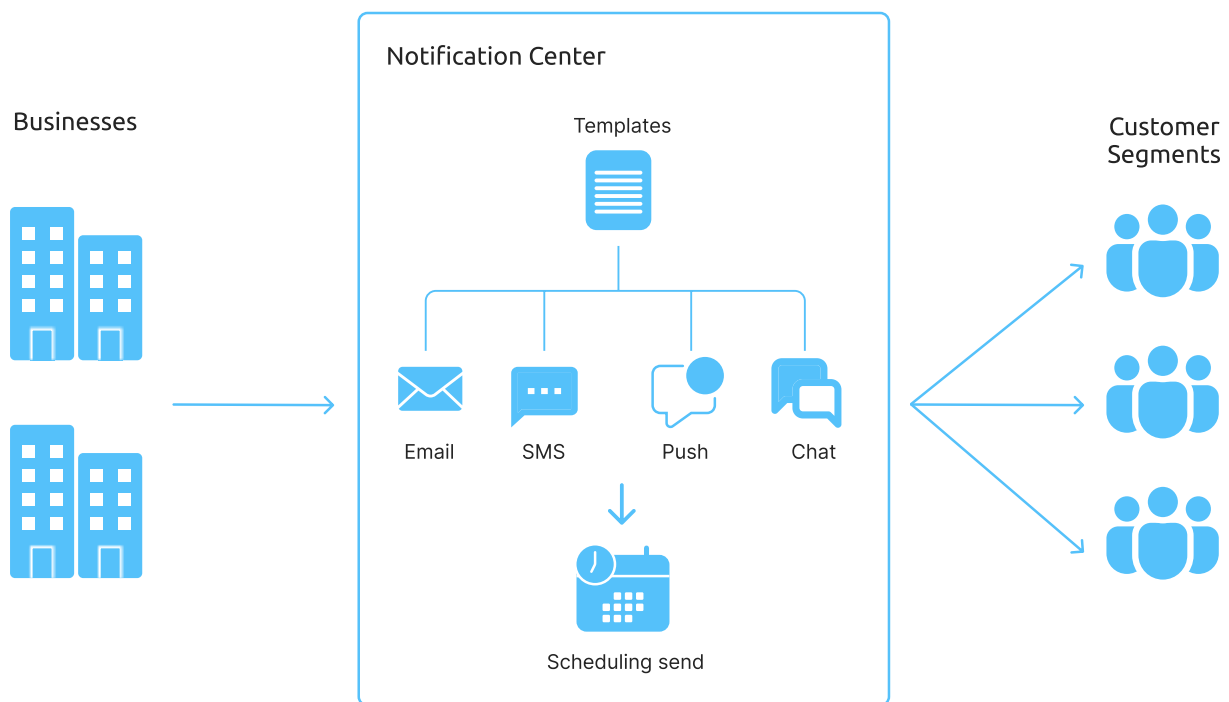 Notification Center
Businesses
Templates
Customer
Segments
Email
SMS
Push
Chat
Scheduling send